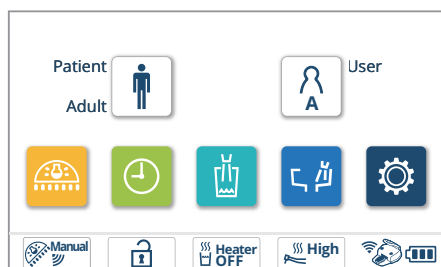 Patient
User
Adult
A
Manual
Heater
OFF
High